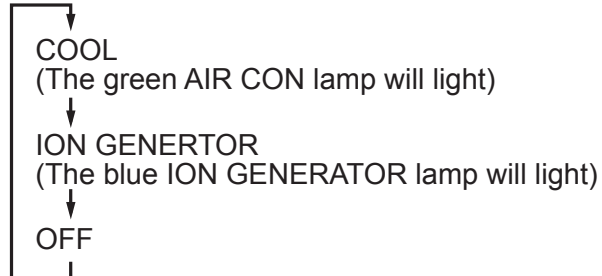 COOL
(The green AIR CON lamp will light)
ION GENERTOR
(The blue ION GENERATOR lamp will light)
OFF